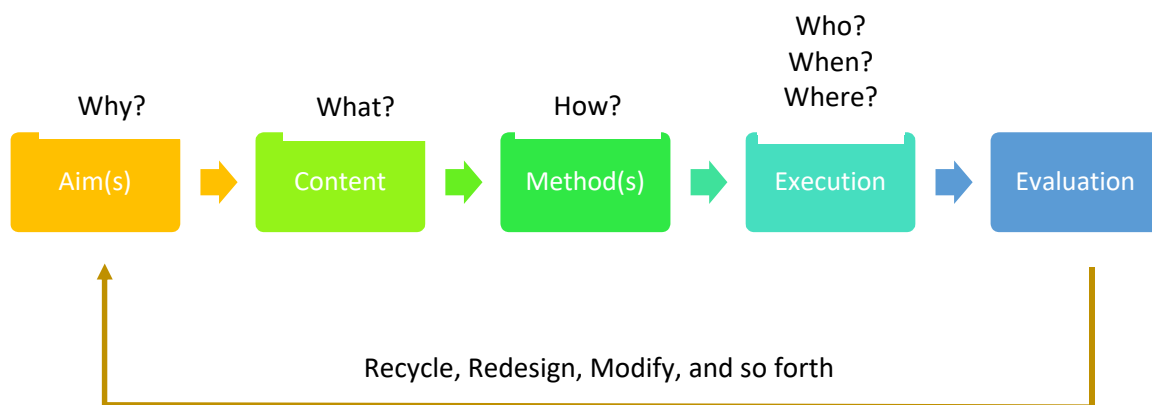 Who?
When?
Where?
Why?
What?
How?
Aim(s)
Content
Method(s)
Execution
Evaluation
Recycle, Redesign, Modify, and so forth